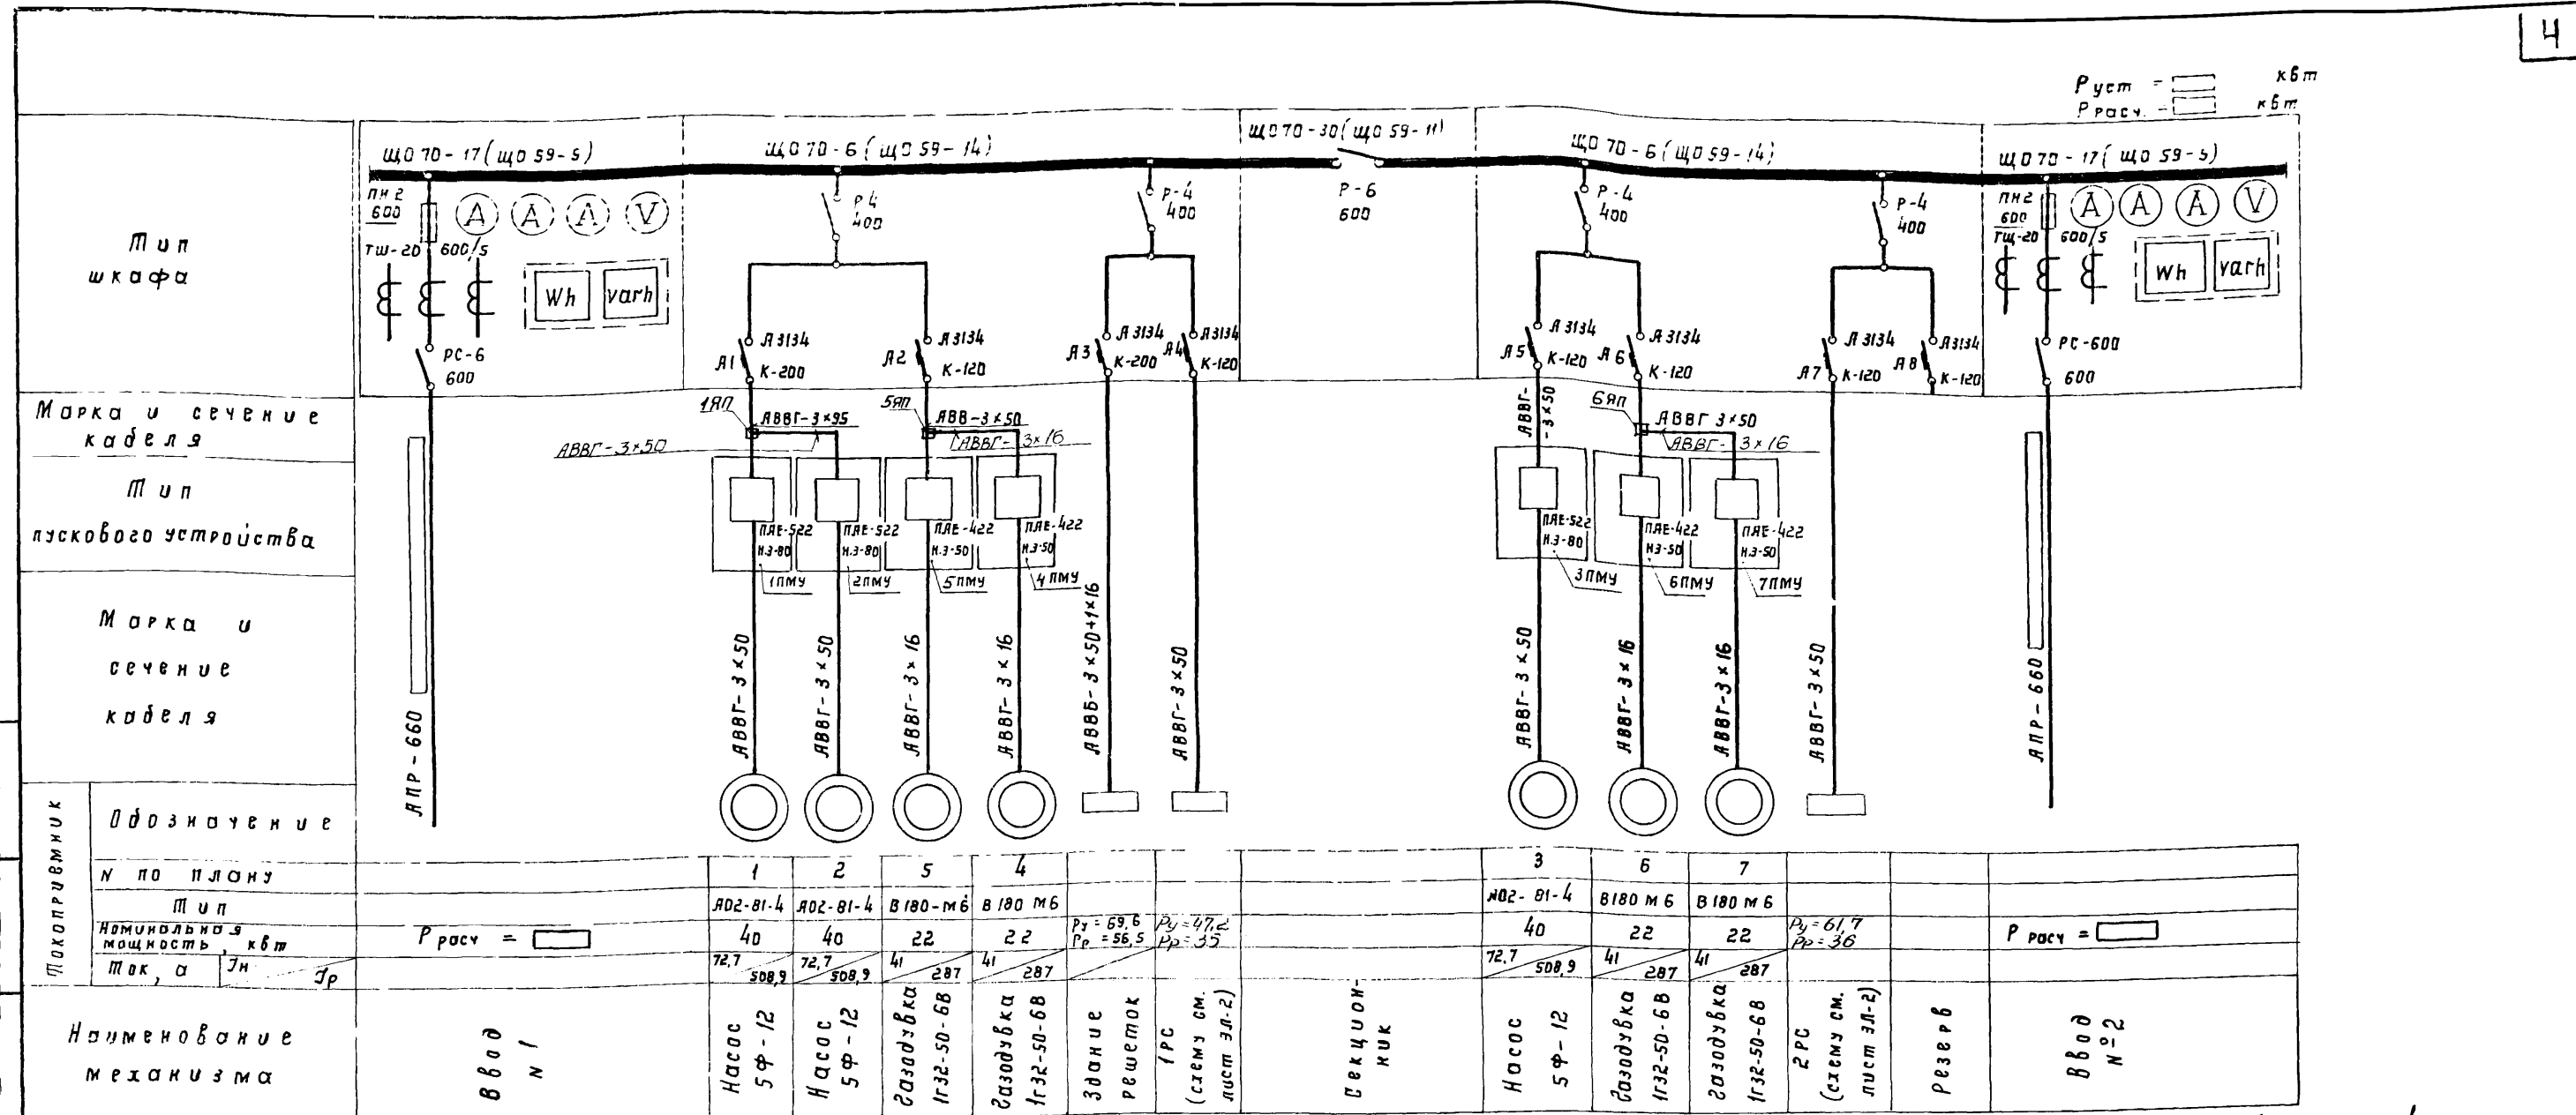 4
Руст = квт
Ррасч. = квт
Тип
шкафа
ЩО 70-17 (ЩО 59-5)
ЩО 70-6 (ЩО 59-14)
ЩО 70-30 (ЩО 59-11)
ЩО 70-6 (ЩО 59-14)
ЩО 70-17 (ЩО 59-5)
ПН2
600
А А А V
ТШ-20 600/5
Wh varh
РС-6
600
Р-4
400
Р-4
400
Р-6
600
Р-4
400
Р-4
400
ПН2
600
А А А V
ТШ-20 600/5
Wh varh
РС-600
600
А1 А3134
К-200
А2 А3134
К-120
А3 А3134
К-200
А4 А3134
К-120
А5 А3134
К-120
А6 А3134
К-120
А7 А3134
К-120
А8 А3134
К-120
Марка и сечение
кабеля
1ЯП
АВВГ-3×95
АВВГ-3×50
5ЯП
АВВ-3×50
АВВГ-3×16
АВВГ-
-3×50
6ЯП
АВВГ 3×50
АВВГ-3×16
Тип
пускового устройства
ПАЕ-522
Н.Э-80
1ПМУ
ПАЕ-522
Н.Э-80
2ПМУ
ПАЕ-422
Н.Э-50
5ПМУ
ПАЕ-422
Н.Э-50
4ПМУ
ПАЕ-522
Н.Э-80
3ПМУ
ПАЕ-422
НЭ-50
6ПМУ
ПАЕ-422
Н.Э-50
7ПМУ
Марка и
сечение
кабеля
АПР-660
АВВГ-3×50
АВВГ-3×50
АВВГ-3×16
АВВГ-3×16
АВВБ-3×50+1×16
АВВГ-3×50
АВВГ-3×50
АВВГ-3×16
АВВГ-3×16
АВВГ-3×50
АПР-660
Токоприемник
Обозначение
N по плану
1 2 5 4 3 6 7
Тип
АО2-81-4 АО2-81-4 В180-М6 В180 М6 АО2-81-4 В180 М6 В180 М6
Номинальная
мощность, квт
Р расч =
40 40 22 22
Ру = 69,6
Рр = 56,5
Ру = 47,2
Рр = 35
40 22 22
Ру = 61,7
Рр = 36
Р расч =
Ток, а Iн Iр
72,7 508,9
72,7 508,9
41 287
41 287
72,7 508,9
41 287
41 287
Наименование
механизма
Ввод
N 1
Насос
5Ф-12
Насос
5Ф-12
Газодувка
1Г32-50-6В
Газодувка
1Г32-50-6В
Здание
решеток
1РС
(схему см.
лист ЭЛ-2)
Секцион-
ник
Насос
5Ф-12
Газодувка
1Г32-50-6В
Газодувка
1Г32-50-6В
2РС
(схему см.
лист ЭЛ-2)
Резерв
Ввод
№2